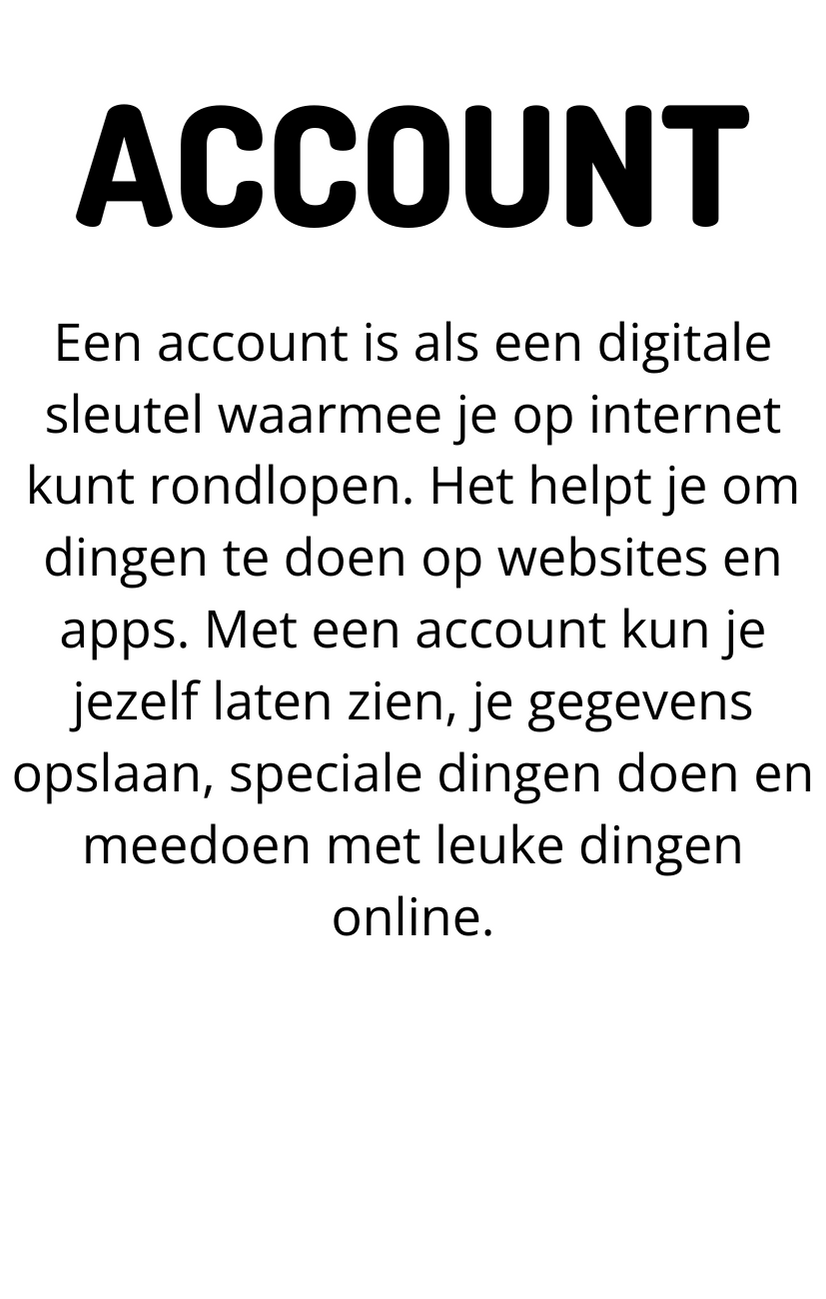 ACCOUNT
Een account is als een digitale
sleutel waarmee je op internet
kunt rondlopen. Het helpt je om
dingen te doen op websites en
apps. Met een account kun je
jezelf laten zien, je gegevens
opslaan, speciale dingen doen en
meedoen met leuke dingen
online.